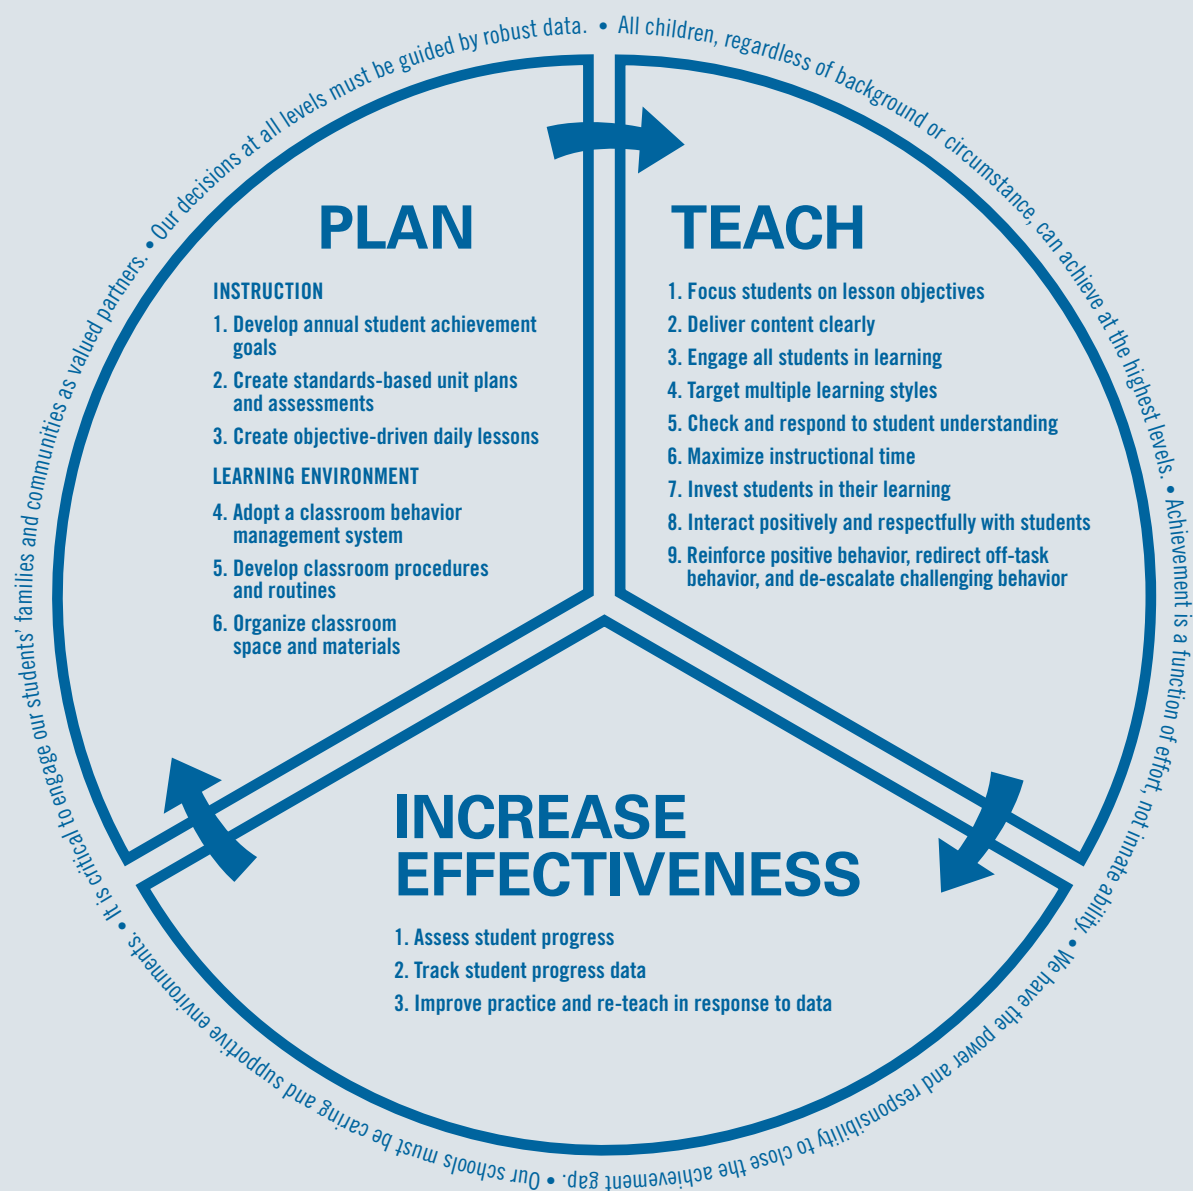 All children, regardless of background or circumstance, can achieve at the highest levels. • Achievement is a function of effort, not innate ability. • We have the power and responsibility to close the achievement gap. • Our schools must be caring and supportive environments. • It is critical to engage our students' families and communities as valued partners. • Our decisions at all levels must be guided by robust data. •
PLAN
INSTRUCTION
1. Develop annual student achievement
goals
2. Create standards-based unit plans
and assessments
3. Create objective-driven daily lessons
LEARNING ENVIRONMENT
4. Adopt a classroom behavior
management system
5. Develop classroom procedures
and routines
6. Organize classroom
space and materials
TEACH
1. Focus students on lesson objectives
2. Deliver content clearly
3. Engage all students in learning
4. Target multiple learning styles
5. Check and respond to student understanding
6. Maximize instructional time
7. Invest students in their learning
8. Interact positively and respectfully with students
9. Reinforce positive behavior, redirect off-task
behavior, and de-escalate challenging behavior
INCREASE
EFFECTIVENESS
1. Assess student progress
2. Track student progress data
3. Improve practice and re-teach in response to data